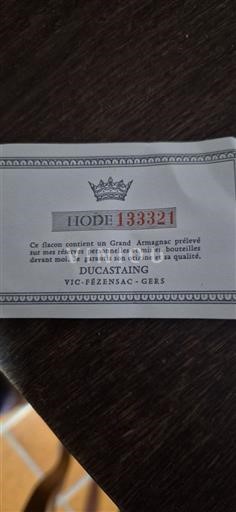 HODE 133321
Ce flacon contient un Grand Armagnac prélevé
sur mes réserves personnelles et mis en bouteilles
devant moi. Je garantis son origine et sa qualité.
DUCASTAING
VIC-FÉZENSAC - GERS